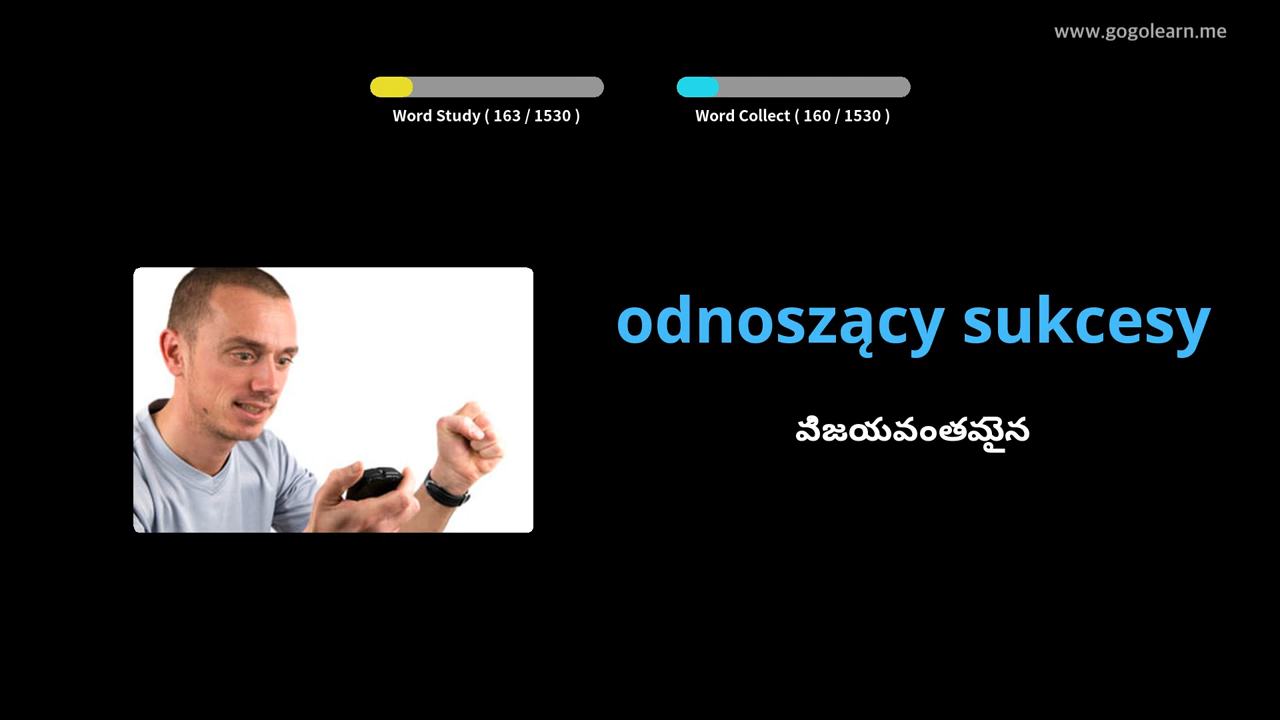 www.gogolearn.me
Word Study ( 163 / 1530 )
Word Collect ( 160 / 1530 )
odnoszący sukcesy
విజయవంతమైన